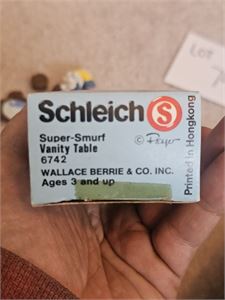 Schleich S
Super-Smurf
Vanity Table
6742
© Peyo
WALLACE BERRIE & CO. INC.
Ages 3 and up
Printed in Hongkong
LOT